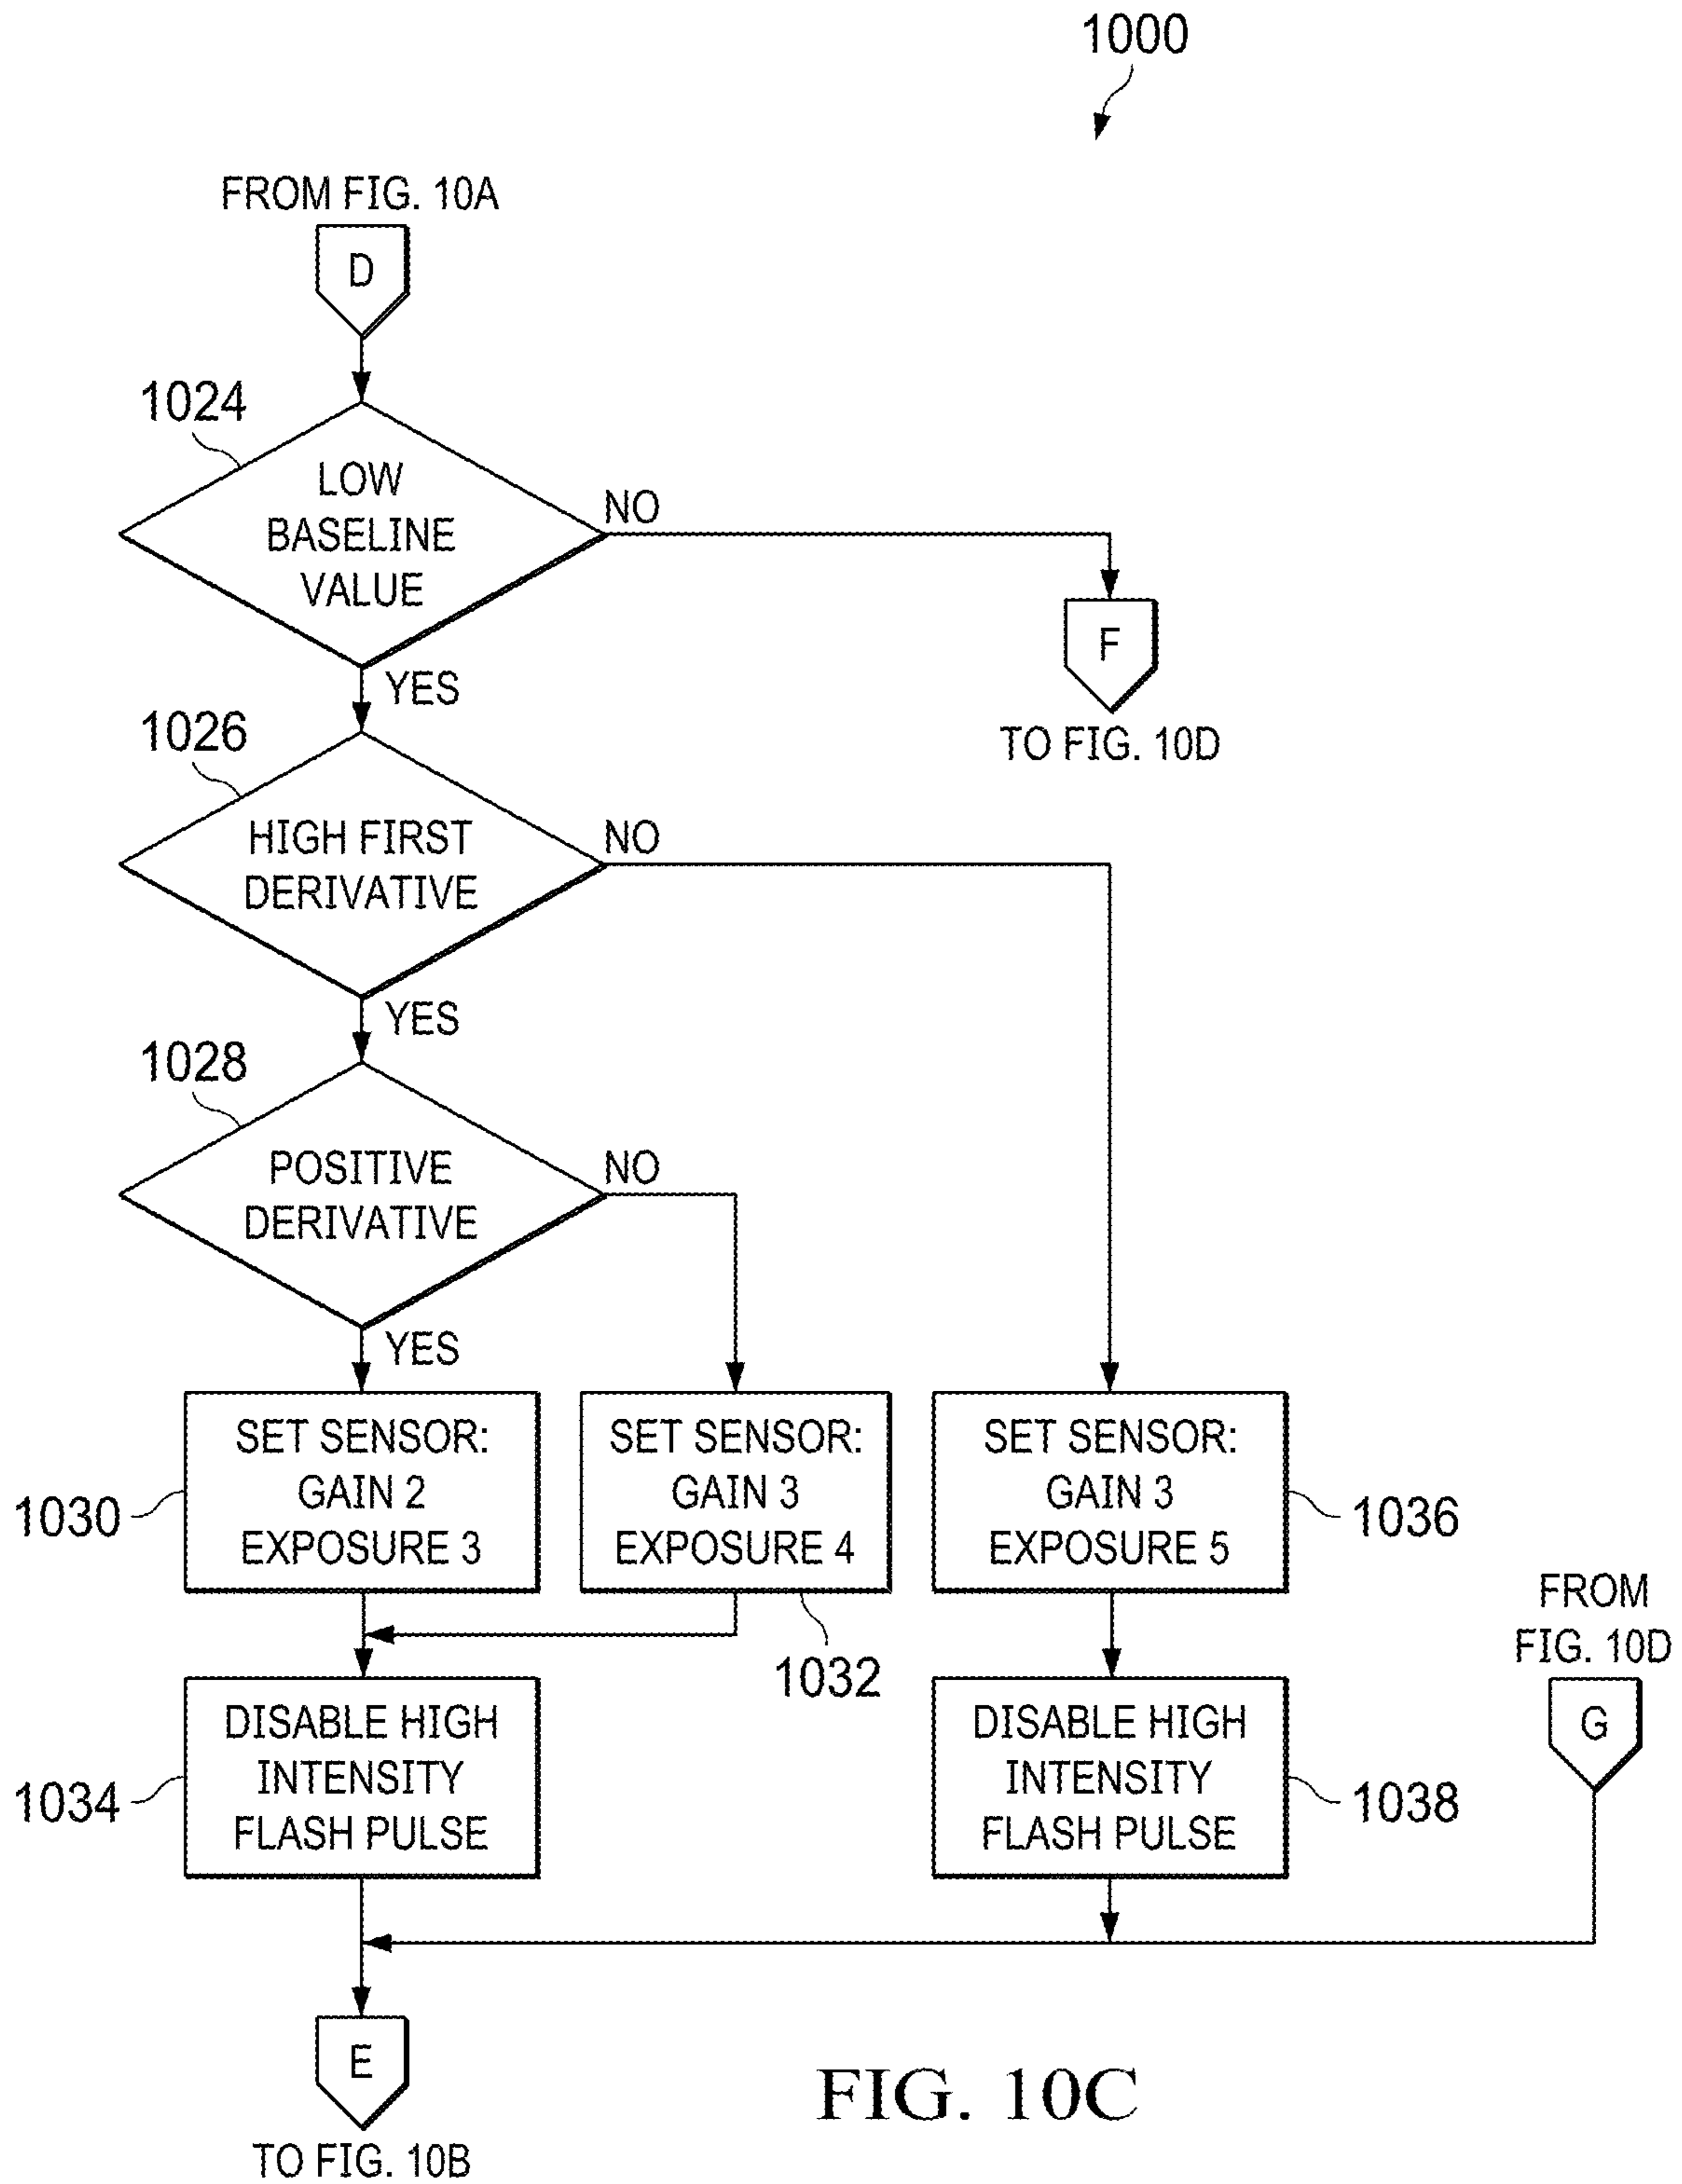 1000
FROM FIG. 10A
D
1024
LOW
BASELINE
VALUE
NO
F
TO FIG. 10D
YES
1026
HIGH FIRST
DERIVATIVE
NO
YES
1028
POSITIVE
DERIVATIVE
NO
YES
SET SENSOR:
GAIN 2
EXPOSURE 3
1030
SET SENSOR:
GAIN 3
EXPOSURE 4
1032
SET SENSOR:
GAIN 3
EXPOSURE 5
1036
FROM
FIG. 10D
G
DISABLE HIGH
INTENSITY
FLASH PULSE
1034
DISABLE HIGH
INTENSITY
FLASH PULSE
1038
E
TO FIG. 10B
FIG. 10C